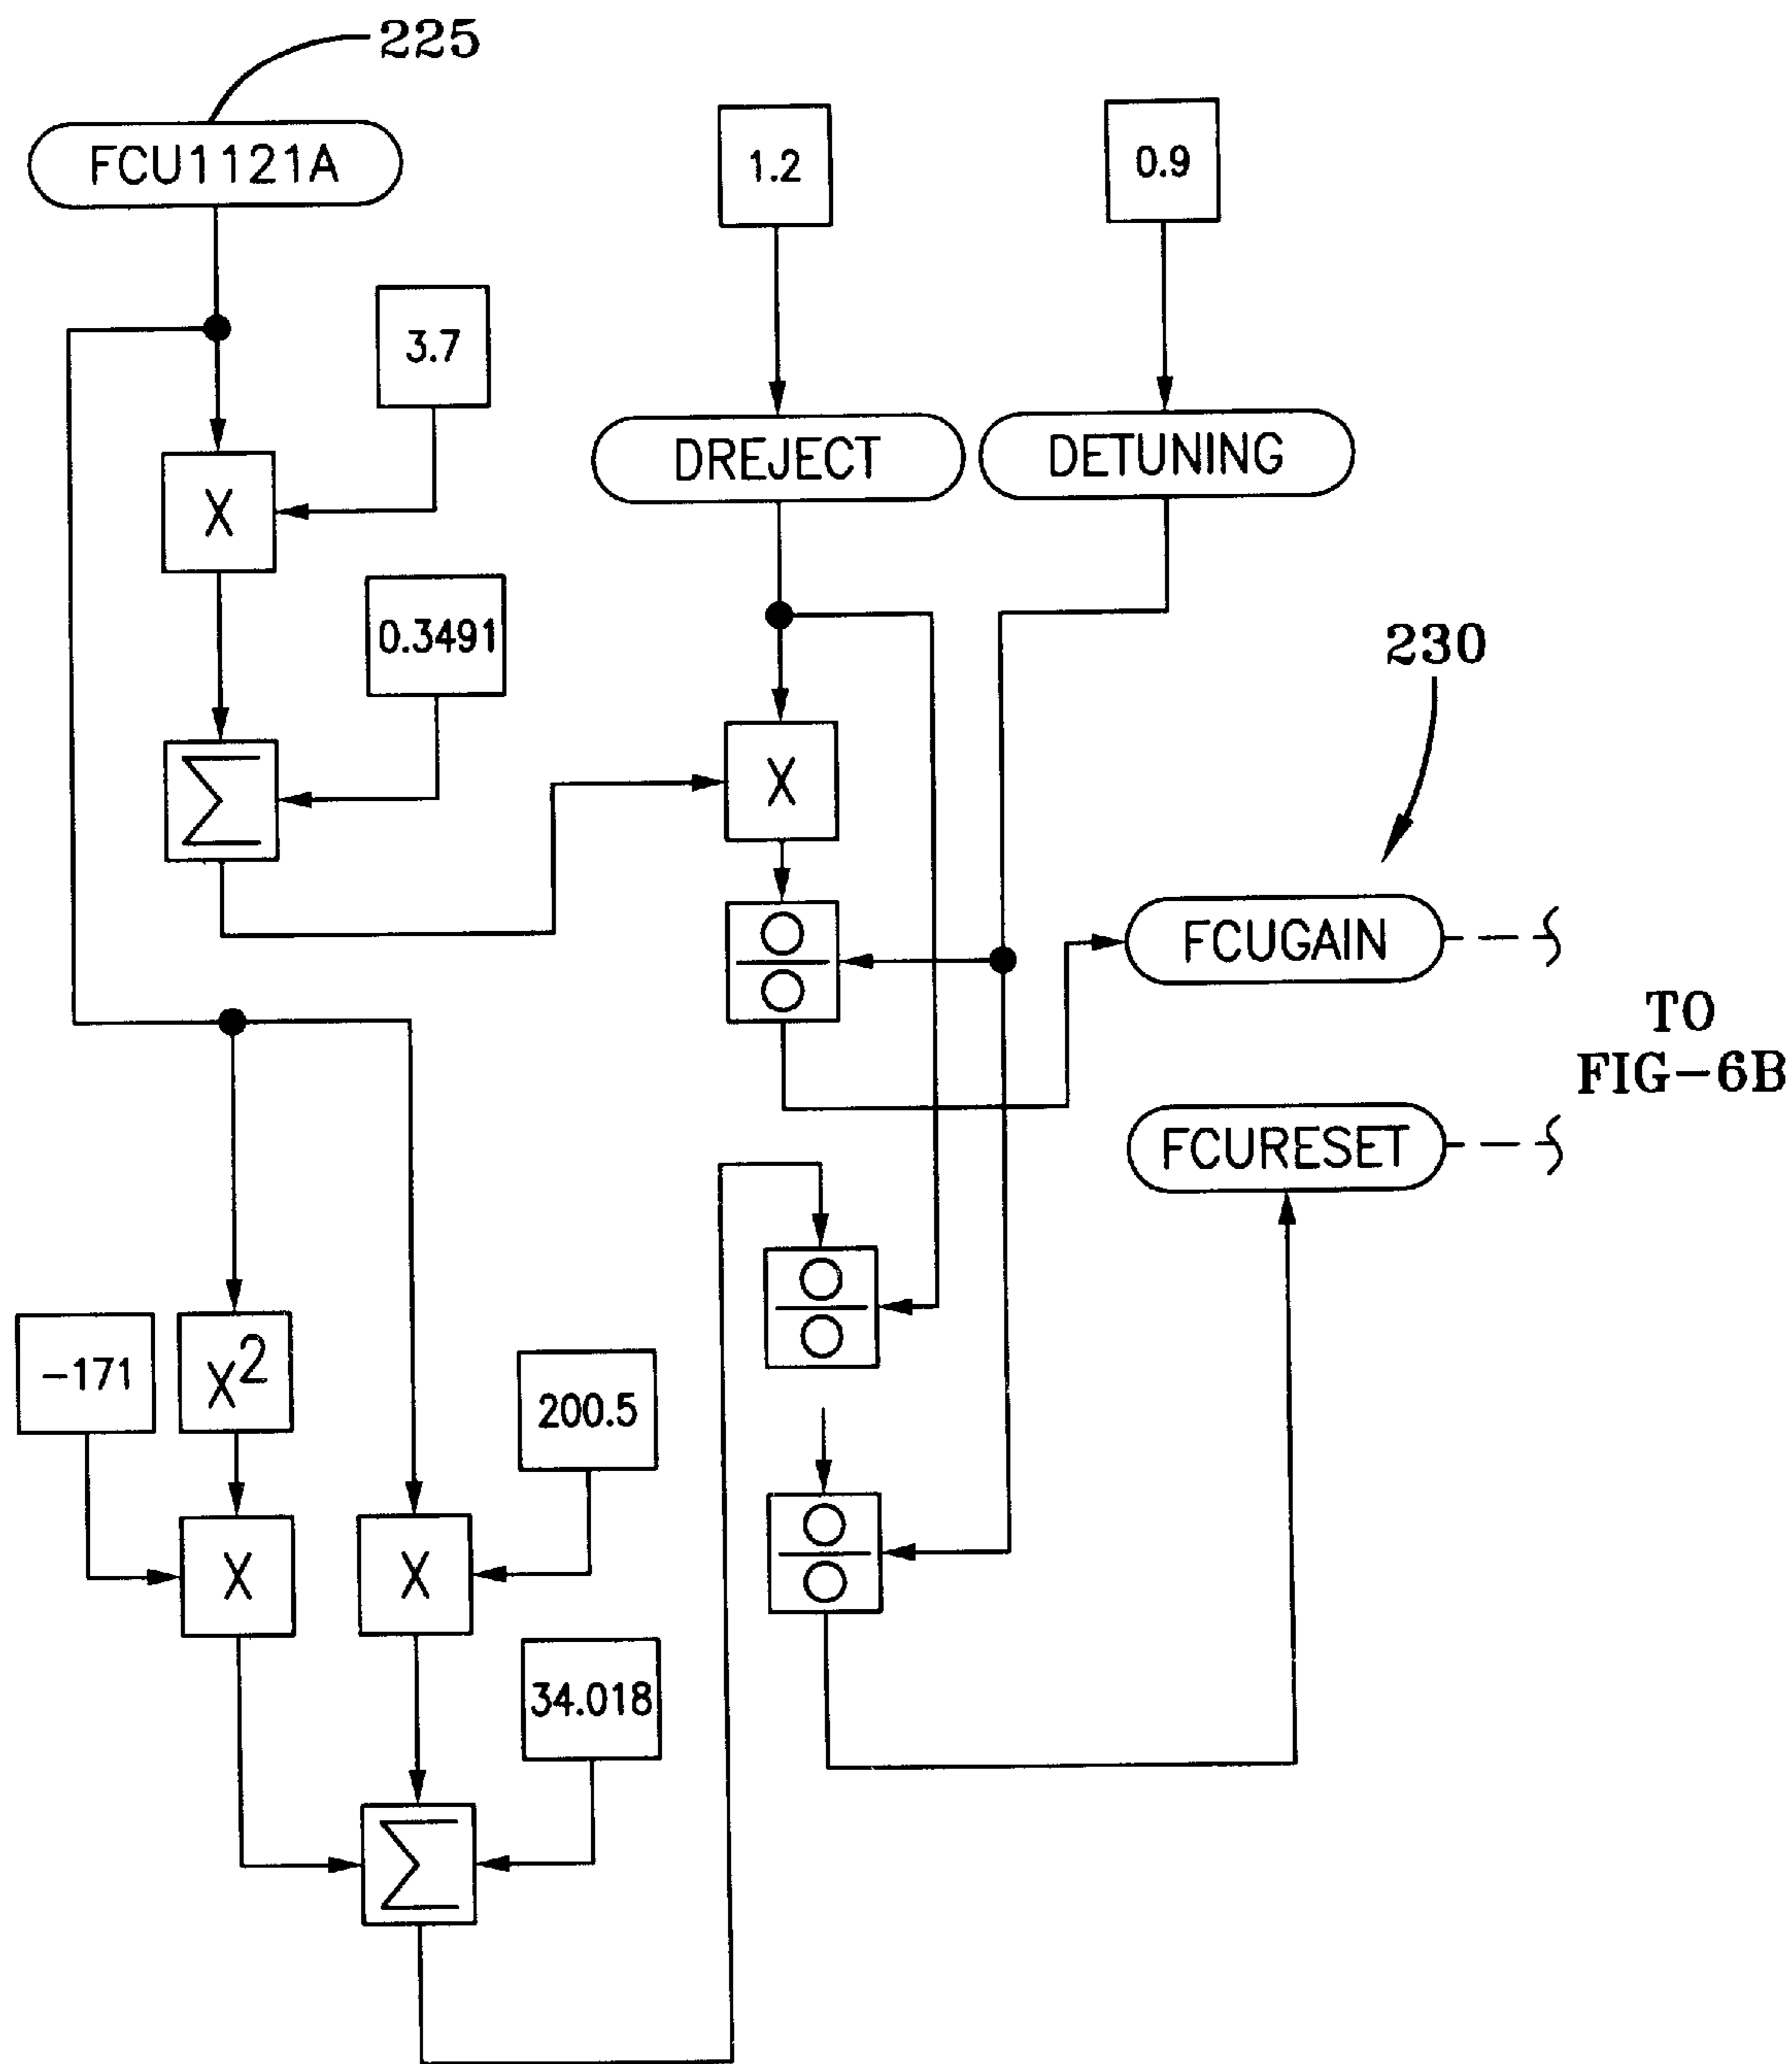 225
FCU1121A
1.2
0.9
3.7
DREJECT
DETUNING
X
0.3491
230
Σ
X
FCUGAIN
TO
FIG-6B
FCURESET
-171
X2
200.5
X
X
34.018
Σ